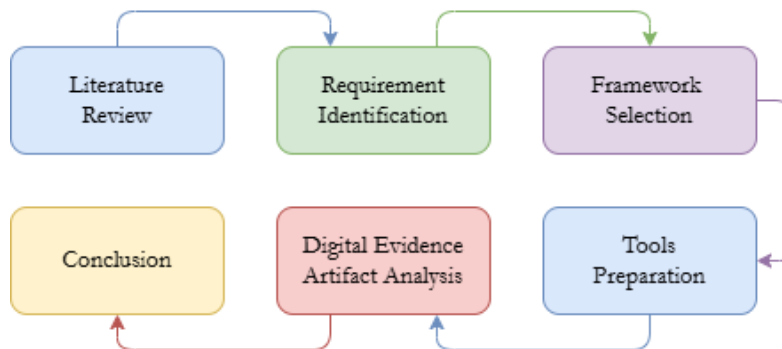 Literature
Review
Requirement
Identification
Framework
Selection
Conclusion
Digital Evidence
Artifact Analysis
Tools
Preparation